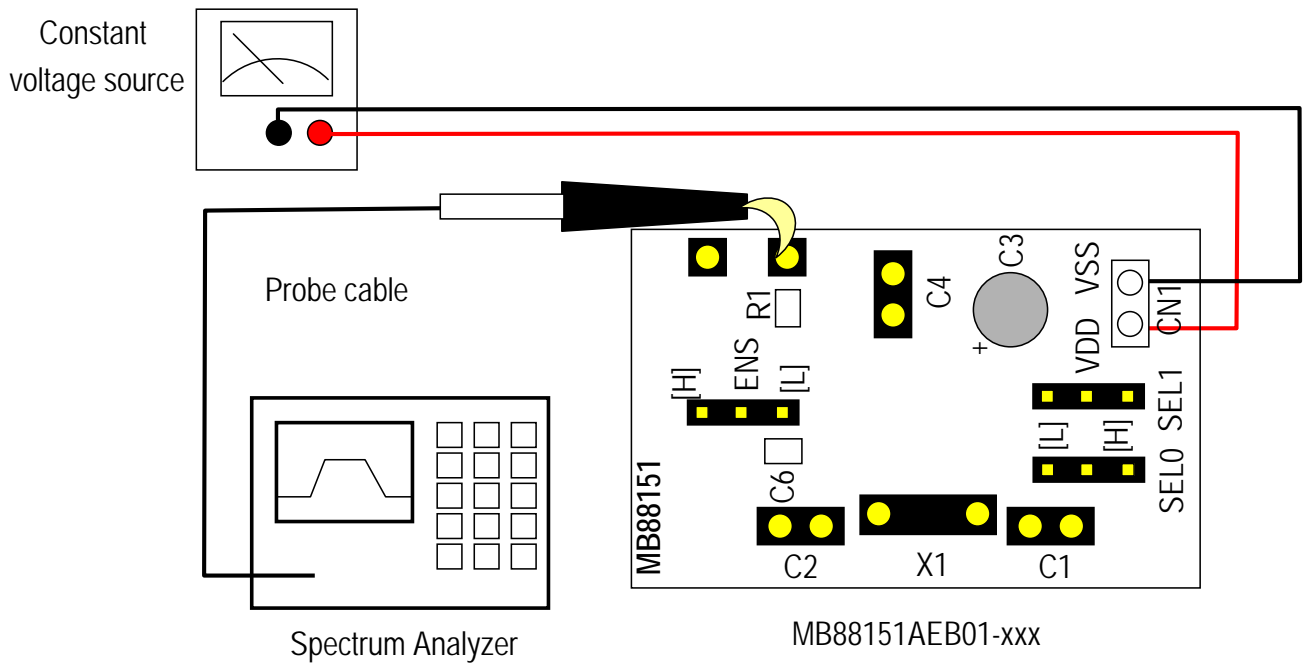 Constant
voltage source
Probe cable
C3
VSS
C4
CN1
R1
VDD
ENS
[H]
[L]
SEL1
[L]
[H]
SEL0
C6
MB88151
C2
X1
C1
+
MB88151AEB01-xxx
Spectrum Analyzer